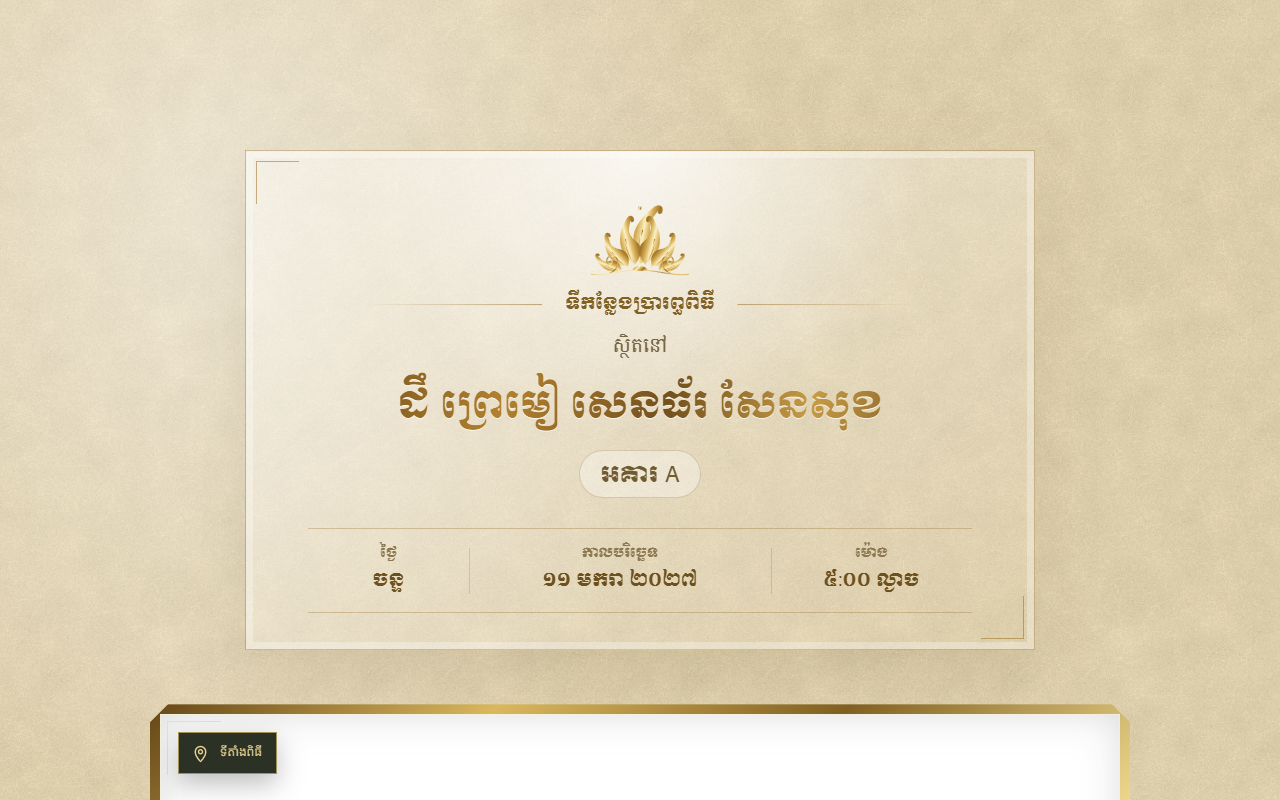 ទីកន្លែងប្រារព្ធពិធី
ស្ថិតនៅ
ដឹ ព្រេមៀ សេនធ័រ សែនសុខ
អគារ A
ថ្ងៃ
ចន្ទ
កាលបរិច្ឆេទ
១១ មករា ២០២៧
ម៉ោង
៥:០០ ល្ងាច
ទីតាំងពិធី